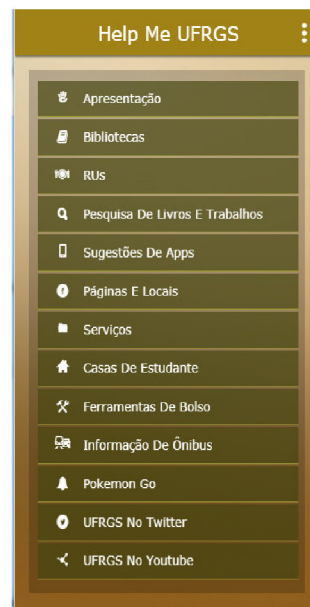 Help Me UFRGS
Apresentação
Bibliotecas
RUs
Pesquisa De Livros E Trabalhos
Sugestões De Apps
Páginas E Locais
Serviços
Casas De Estudante
Ferramentas De Bolso
Informação De Ônibus
Pokemon Go
UFRGS No Twitter
UFRGS No Youtube